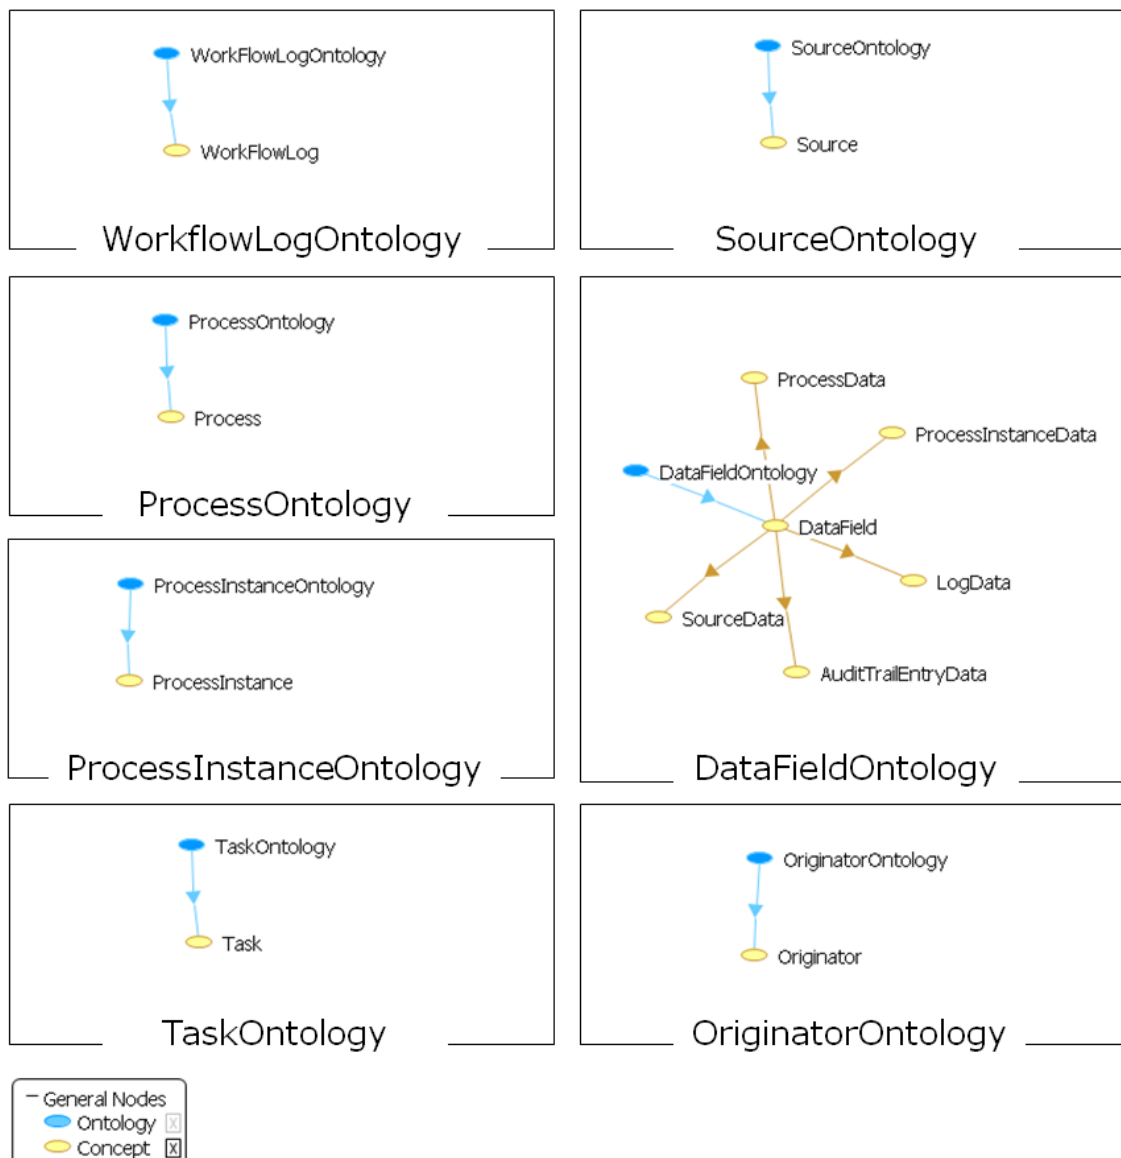 WorkFlowLogOntology
WorkFlowLog
WorkflowLogOntology
SourceOntology
Source
SourceOntology
ProcessOntology
Process
ProcessOntology
ProcessData
ProcessInstanceData
DataFieldOntology
DataField
LogData
SourceData
AuditTrailEntryData
DataFieldOntology
ProcessInstanceOntology
ProcessInstance
ProcessInstanceOntology
TaskOntology
Task
TaskOntology
OriginatorOntology
Originator
OriginatorOntology
General Nodes
Ontology X
Concept X